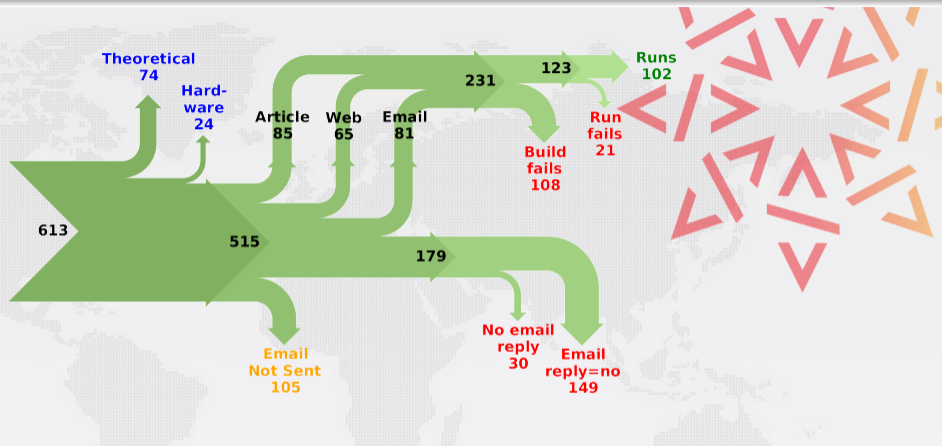 Theoretical
74
Hard-
ware
24
Article
85
Web
65
Email
81
231
123
Runs
102
Run
fails
21
Build
fails
108
613
515
179
Email
Not Sent
105
No email
reply
30
Email
reply=no
149